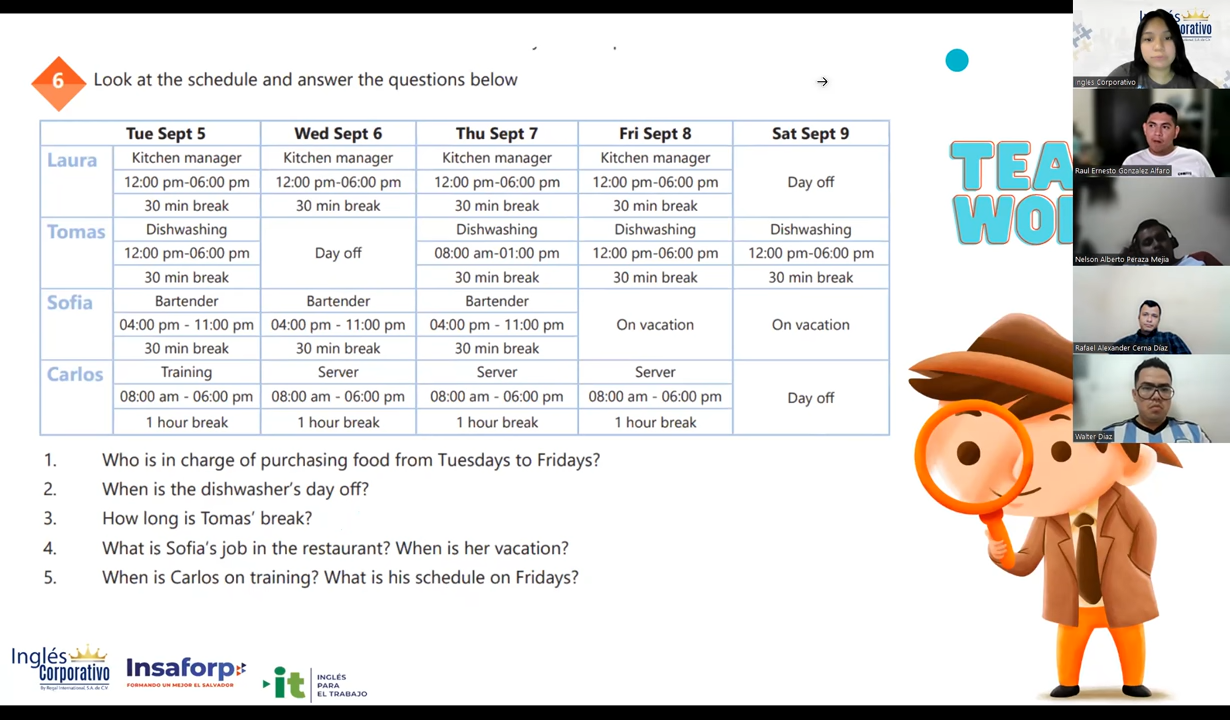 6 Look at the schedule and answer the questions below
Tue Sept 5 Wed Sept 6 Thu Sept 7 Fri Sept 8 Sat Sept 9
Laura Kitchen manager Kitchen manager Kitchen manager Kitchen manager
12:00 pm-06:00 pm 12:00 pm-06:00 pm 12:00 pm-06:00 pm 12:00 pm-06:00 pm Day off
30 min break 30 min break 30 min break 30 min break
Tomas Dishwashing Dishwashing Dishwashing Dishwashing
12:00 pm-06:00 pm Day off 08:00 am-01:00 pm 12:00 pm-06:00 pm 12:00 pm-06:00 pm
30 min break 30 min break 30 min break 30 min break
Sofia Bartender Bartender Bartender
04:00 pm - 11:00 pm 04:00 pm - 11:00 pm 04:00 pm - 11:00 pm On vacation On vacation
30 min break 30 min break 30 min break
Carlos Training Server Server Server
08:00 am - 06:00 pm 08:00 am - 06:00 pm 08:00 am - 06:00 pm 08:00 am - 06:00 pm Day off
1 hour break 1 hour break 1 hour break 1 hour break
1. Who is in charge of purchasing food from Tuesdays to Fridays?
2. When is the dishwasher's day off?
3. How long is Tomas' break?
4. What is Sofia's job in the restaurant? When is her vacation?
5. When is Carlos on training? What is his schedule on Fridays?
TEA
WO
Ingles Corporativo
Raul Ernesto Gonzalez Alfaro
Nelson Alberto Peraza Mejia
Rafael Alexander Cerna Díaz
Walter Diaz
Inglés
Corporativo
By Regal International S.A. de C.V.
Insaforp
FORMANDO UN MEJOR EL SALVADOR
it
INGLÉS
PARA
EL TRABAJO